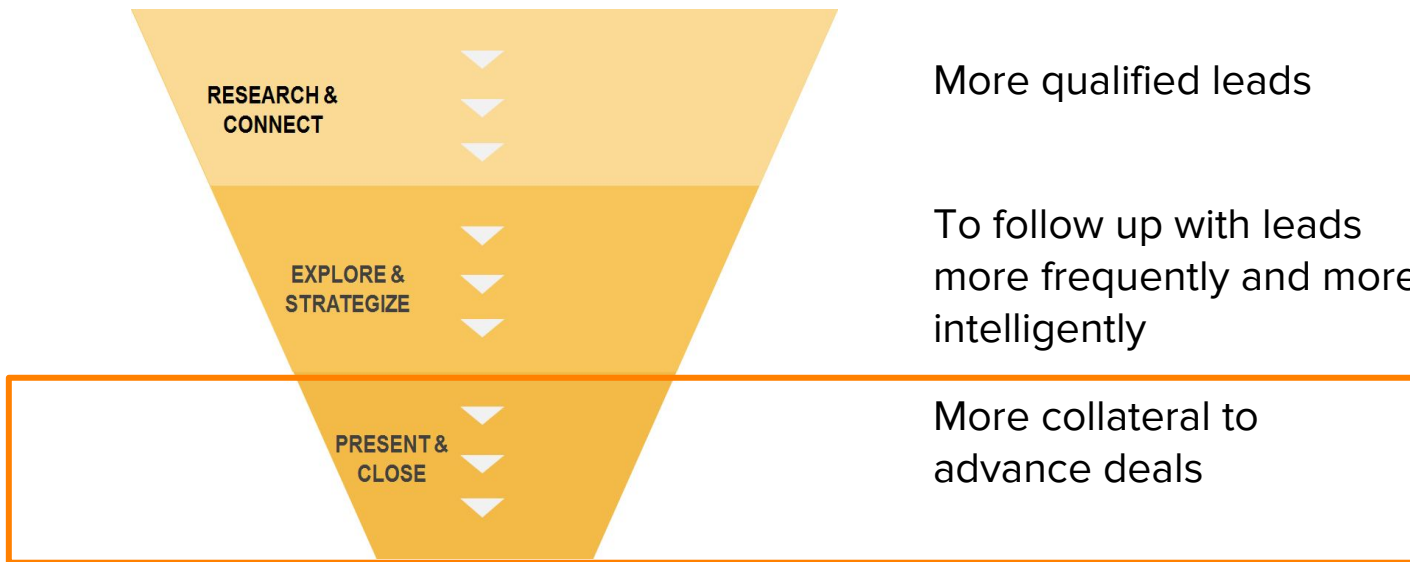 RESEARCH &
CONNECT
More qualified leads
EXPLORE &
STRATEGIZE
To follow up with leads
more frequently and more
intelligently
PRESENT &
CLOSE
More collateral to
advance deals